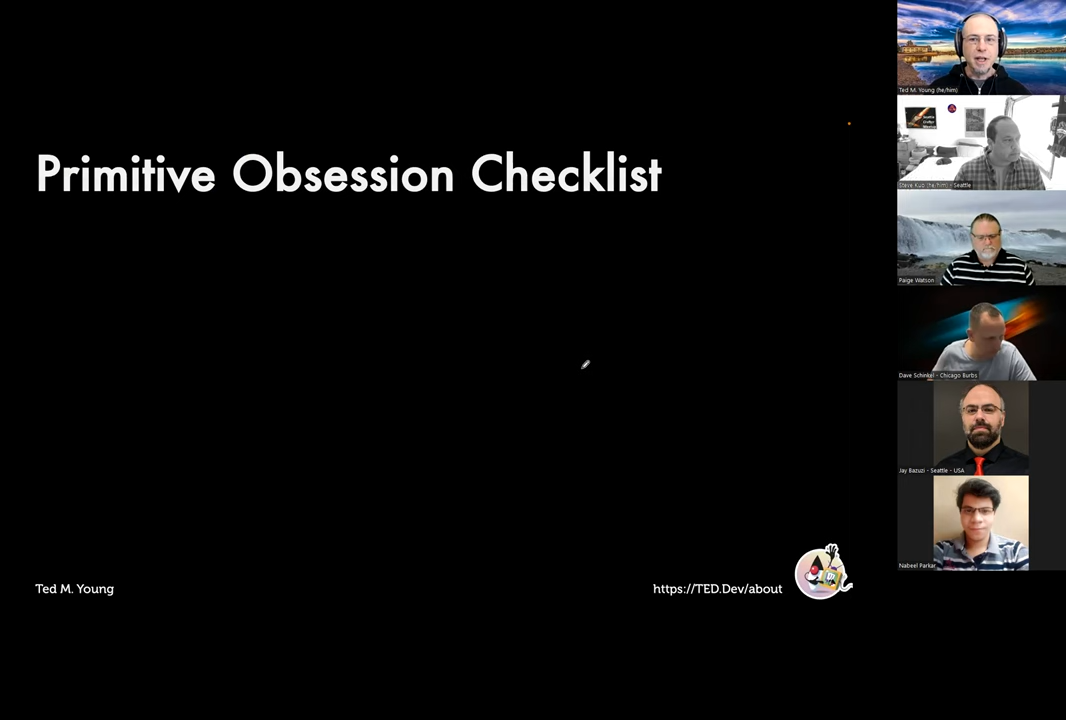 Primitive Obsession Checklist
Ted M. Young
https://TED.Dev/about
Ted M. Young (he/him)
Steve Kuo (he/him) - Seattle
Paige Watson
Dave Schinkel - Chicago Burbs
Jay Bazuzi - Seattle - USA
Nabeel Parkar